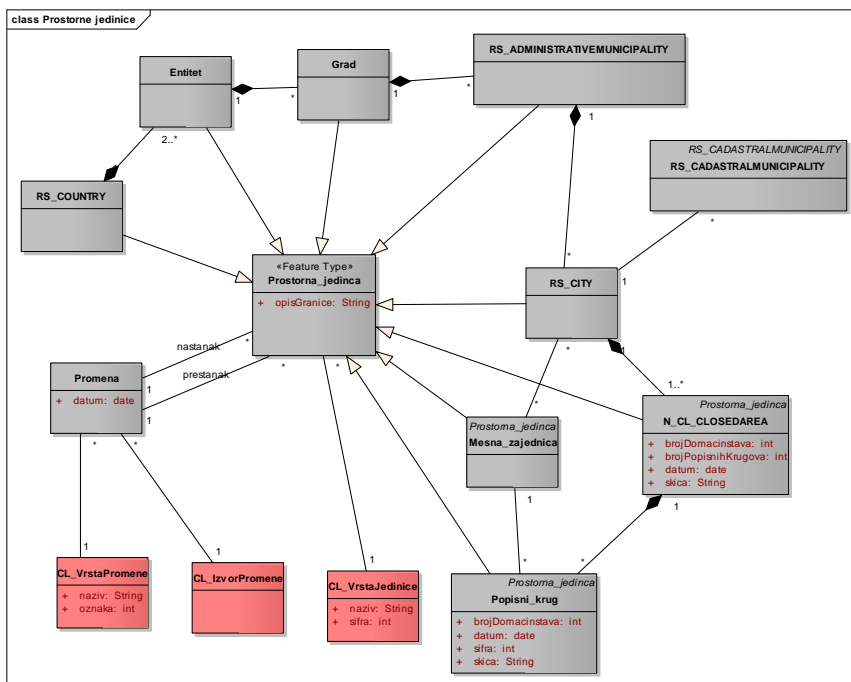 class Prostorne jedinice
Entitet
Grad
RS_ADMINISTRATIVEMUNICIPALITY
1
*
1
*
1
2..*
RS_CADASTRALMUNICIPALITY
RS_CADASTRALMUNICIPALITY
*
RS_COUNTRY
«Feature Type»
Prostorna_jedinca
+ opisGranice: String
*
1
RS_CITY
nastanak
*
prestanak
*
*
*
1
1..*
Promena
+ datum: date
1
1
*
*
*
Prostorna_jedinca
Mesna_zajednica
1
Prostorna_jedinca
N_CL_CLOSEDAREA
+ brojDomacinstava: int
+ brojPopisnihKrugova: int
+ datum: date
+ skica: String
1
1
1
1
*
*
CL_VrstaPromene
+ naziv: String
+ oznaka: int
CL_IzvorPromene
CL_VrstaJedinice
+ naziv: String
+ sifra: int
Prostorna_jedinca
Popisni_krug
+ brojDomacinstava: int
+ datum: date
+ sifra: int
+ skica: String